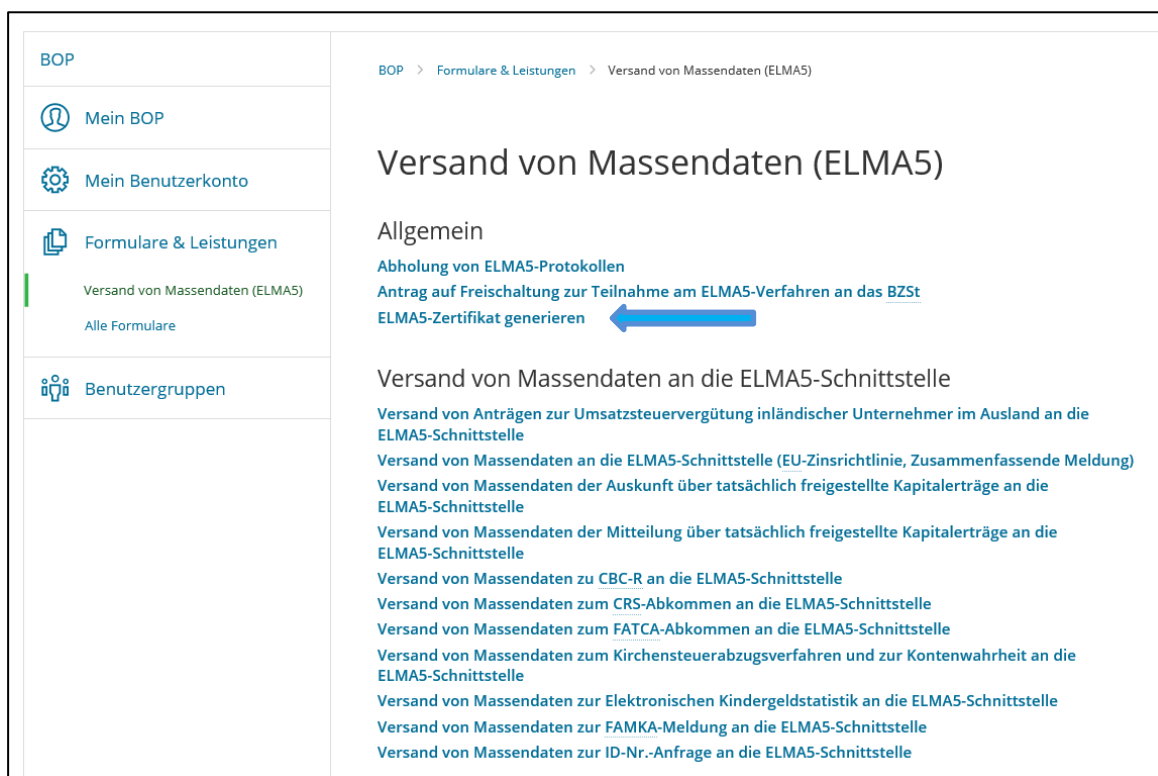 BOP
Mein BOP
Mein Benutzerkonto
Formulare & Leistungen
Versand von Massendaten (ELMA5)
Alle Formulare
Benutzergruppen
BOP > Formulare & Leistungen > Versand von Massendaten (ELMA5)
Versand von Massendaten (ELMA5)
Allgemein
Abholung von ELMA5-Protokollen
Antrag auf Freischaltung zur Teilnahme am ELMA5-Verfahren an das BZSt
ELMA5-Zertifikat generieren
Versand von Massendaten an die ELMA5-Schnittstelle
Versand von Anträgen zur Umsatzsteuervergütung inländischer Unternehmer im Ausland an die
ELMA5-Schnittstelle
Versand von Massendaten an die ELMA5-Schnittstelle (EU-Zinsrichtlinie, Zusammenfassende Meldung)
Versand von Massendaten der Auskunft über tatsächlich freigestellte Kapitalerträge an die
ELMA5-Schnittstelle
Versand von Massendaten der Mitteilung über tatsächlich freigestellte Kapitalerträge an die
ELMA5-Schnittstelle
Versand von Massendaten zu CBC-R an die ELMA5-Schnittstelle
Versand von Massendaten zum CRS-Abkommen an die ELMA5-Schnittstelle
Versand von Massendaten zum FATCA-Abkommen an die ELMA5-Schnittstelle
Versand von Massendaten zum Kirchensteuerabzugsverfahren und zur Kontenwahrheit an die
ELMA5-Schnittstelle
Versand von Massendaten zur Elektronischen Kindergeldstatistik an die ELMA5-Schnittstelle
Versand von Massendaten zur FAMKA-Meldung an die ELMA5-Schnittstelle
Versand von Massendaten zur ID-Nr.-Anfrage an die ELMA5-Schnittstelle